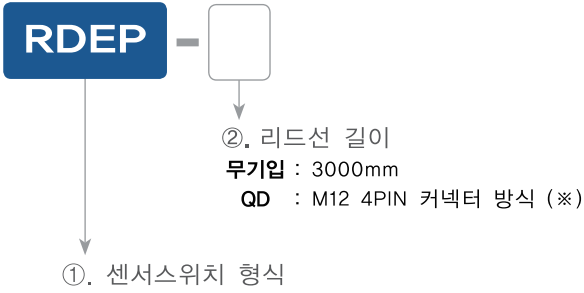 RDEP -
②. 리드선 길이
무기입 : 3000mm
QD : M12 4PIN 커넥터 방식 (※)
①. 센서스위치 형식